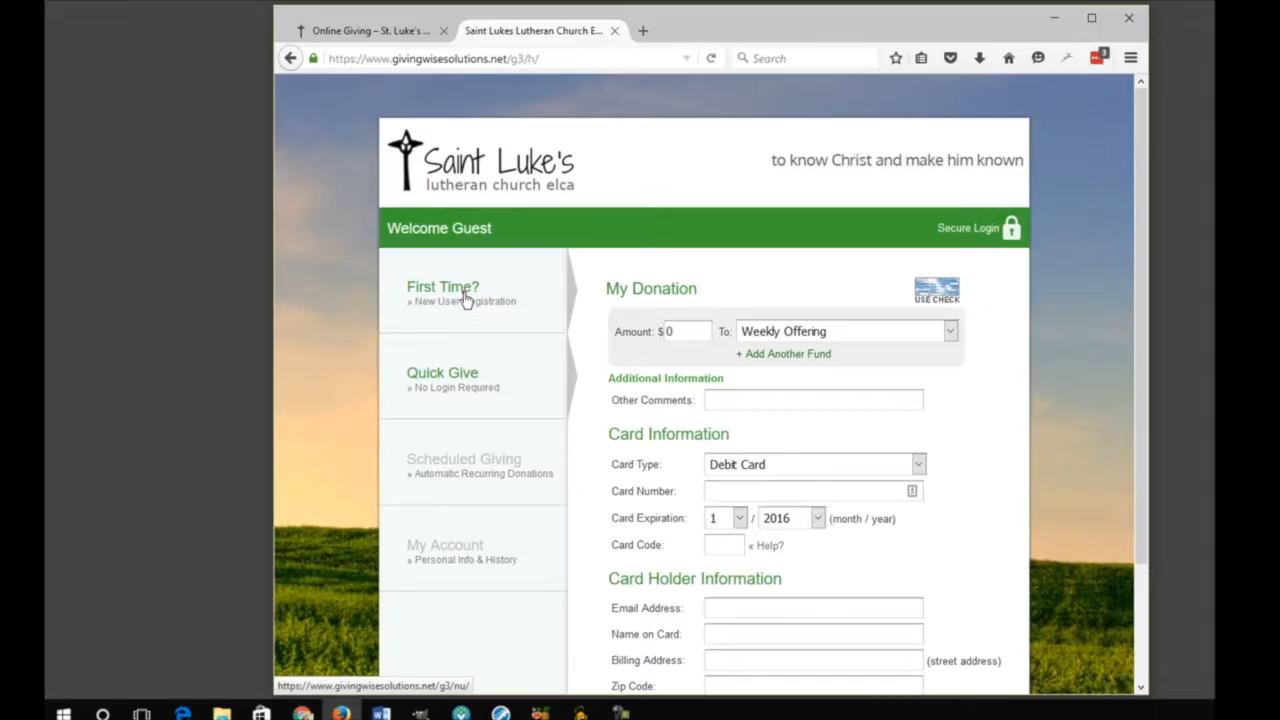 Online Giving – St. Luke's ...
Saint Lukes Lutheran Church E...
https://www.givingwisesolutions.net/g3/h/
Search
3
Saint Luke's
lutheran church elca
to know Christ and make him known
Welcome Guest
Secure Login
First Time?
» New User Registration
Quick Give
» No Login Required
Scheduled Giving
» Automatic Recurring Donations
My Account
» Personal Info & History
My Donation
USE CHECK
Amount: $ 0 To: Weekly Offering
+ Add Another Fund
Additional Information
Other Comments:
Card Information
Card Type: Debit Card
Card Number:
Card Expiration: 1 / 2016 (month / year)
Card Code: « Help?
Card Holder Information
Email Address:
Name on Card:
Billing Address: (street address)
Zip Code:
https://www.givingwisesolutions.net/g3/nu/